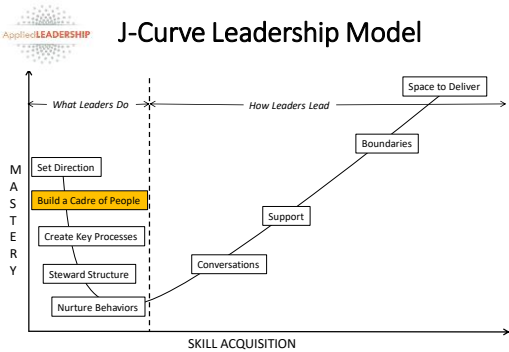 AppliedLEADERSHIP
J-Curve Leadership Model
What Leaders Do
How Leaders Lead
Space to Deliver
Boundaries
Set Direction
Build a Cadre of People
Support
Create Key Processes
Conversations
Steward Structure
Nurture Behaviors
MASTERY
SKILL ACQUISITION